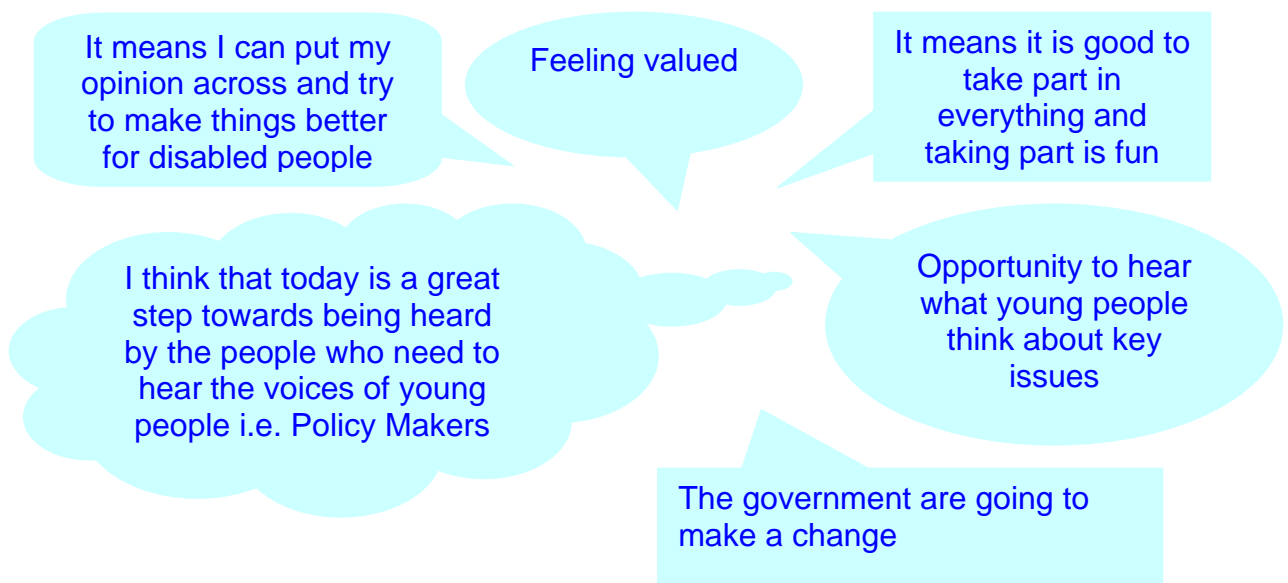 It means I can put my
opinion across and try
to make things better
for disabled people
Feeling valued
It means it is good to
take part in
everything and
taking part is fun
I think that today is a great
step towards being heard
by the people who need to
hear the voices of young
people i.e. Policy Makers
Opportunity to hear
what young people
think about key
issues
The government are going to
make a change